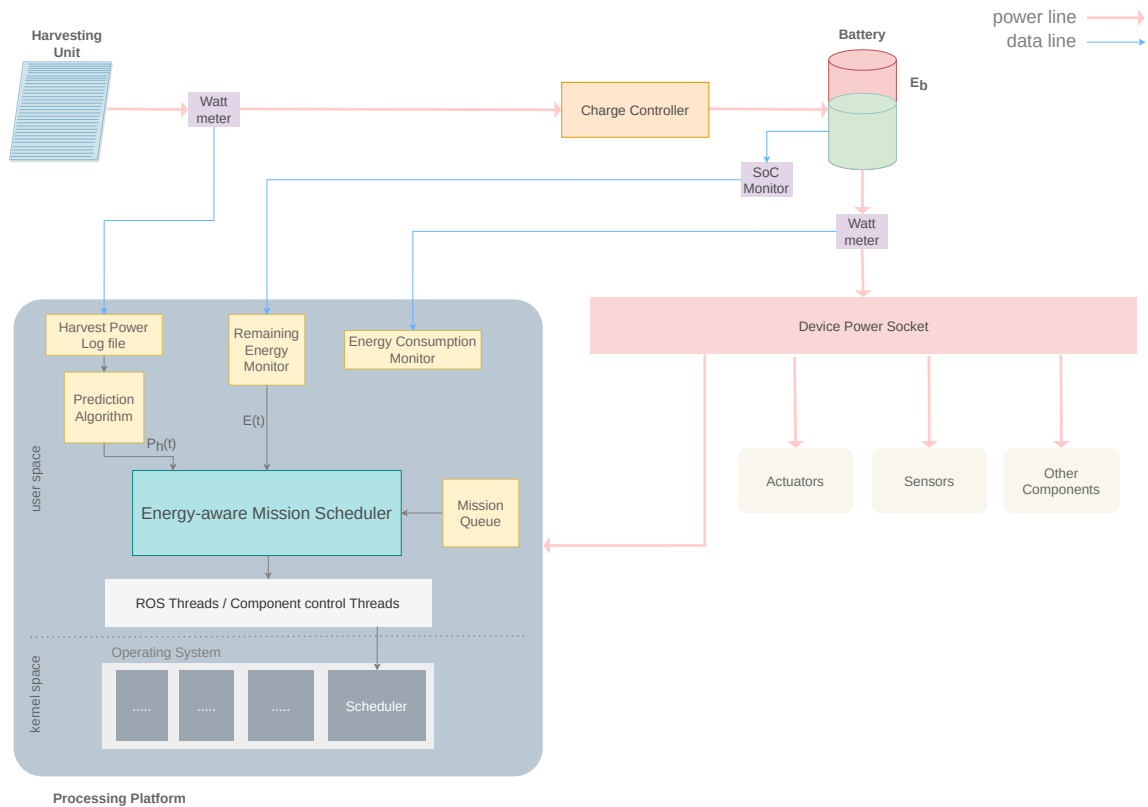 power line
data line
Harvesting
Unit
Battery
E_b
Watt
meter
Charge Controller
SoC
Monitor
Watt
meter
Harvest Power
Log file
Remaining
Energy
Monitor
Energy Consumption
Monitor
Device Power Socket
Prediction
Algorithm
P_h(t)
E(t)
user space
Energy-aware Mission Scheduler
Mission
Queue
Actuators
Sensors
Other
Components
ROS Threads / Component control Threads
kernel space
Operating System
.....
.....
.....
Scheduler
Processing Platform